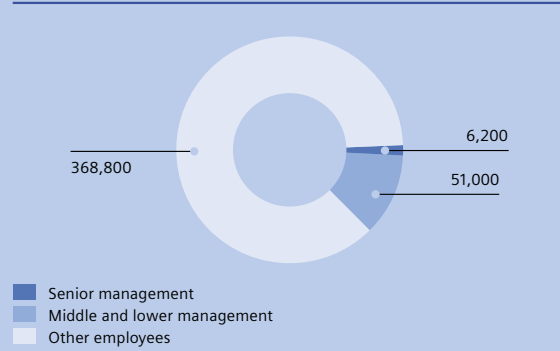 6,200
368,800
51,000
Senior management
Middle and lower management
Other employees